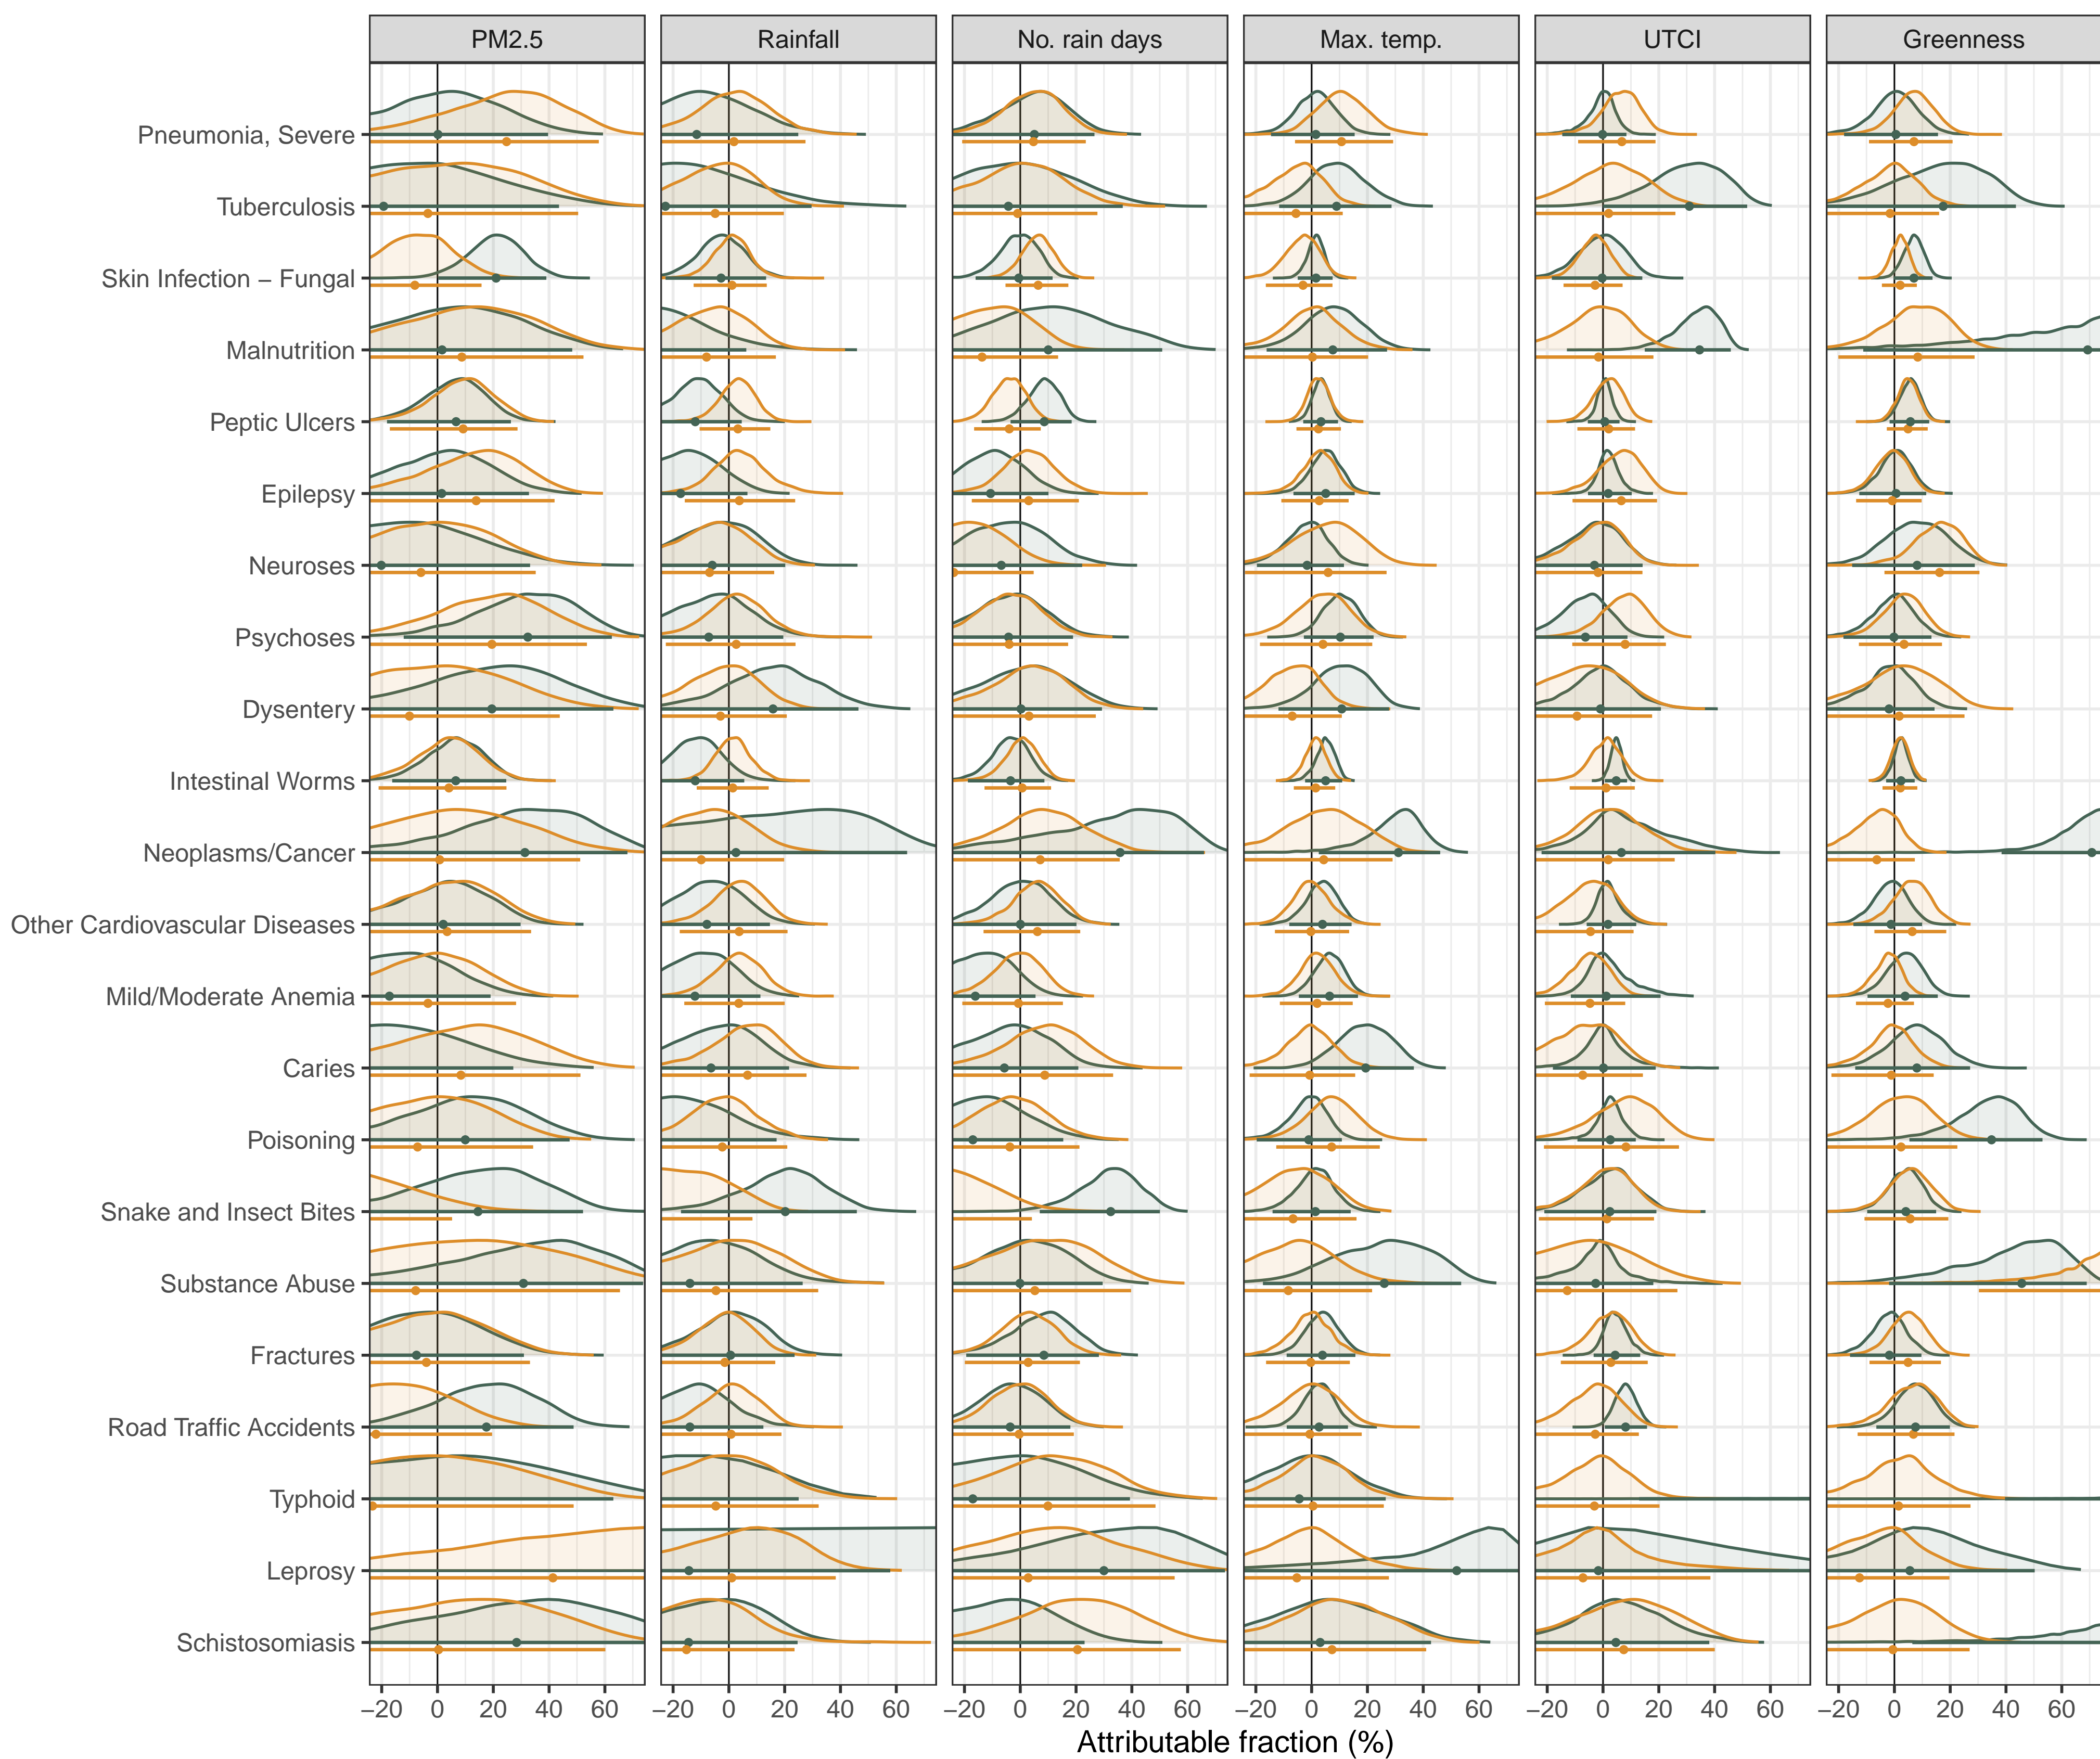 PM2.5 Rainfall No. rain days Max. temp. UTCI Greenness
Pneumonia, Severe
Tuberculosis
Skin Infection – Fungal
Malnutrition
Peptic Ulcers
Epilepsy
Neuroses
Psychoses
Dysentery
Intestinal Worms
Neoplasms/Cancer
Other Cardiovascular Diseases
Mild/Moderate Anemia
Caries
Poisoning
Snake and Insect Bites
Substance Abuse
Fractures
Road Traffic Accidents
Typhoid
Leprosy
Schistosomiasis
−20 0 20 40 60 −20 0 20 40 60 −20 0 20 40 60 −20 0 20 40 60 −20 0 20 40 60 −20 0 20 40 60
Attributable fraction (%)